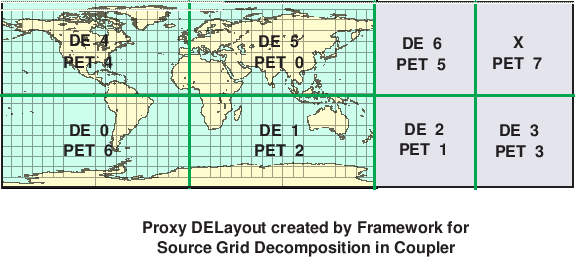 DE 4
PET 4
DE 5
PET 0
DE 6
PET 5
X
PET 7
DE 0
PET 6
DE 1
PET 2
DE 2
PET 1
DE 3
PET 3
Proxy DELayout created by Framework for
Source Grid Decomposition in Coupler